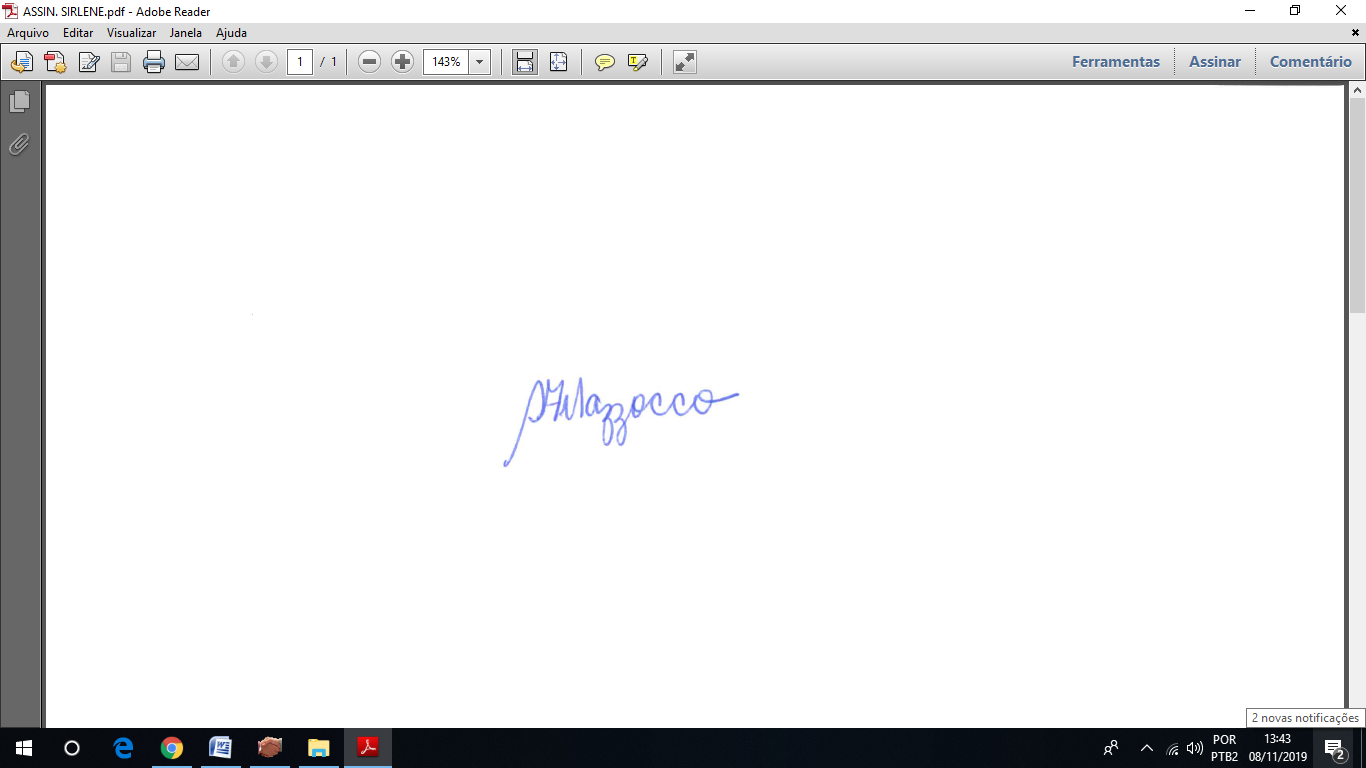 ASSIN. SIRLENE.pdf - Adobe Reader
Arquivo Editar Visualizar Janela Ajuda
1 / 1 143% Ferramentas Assinar Comentário
2 novas notificações
POR 13:43
PTB2 08/11/2019 2